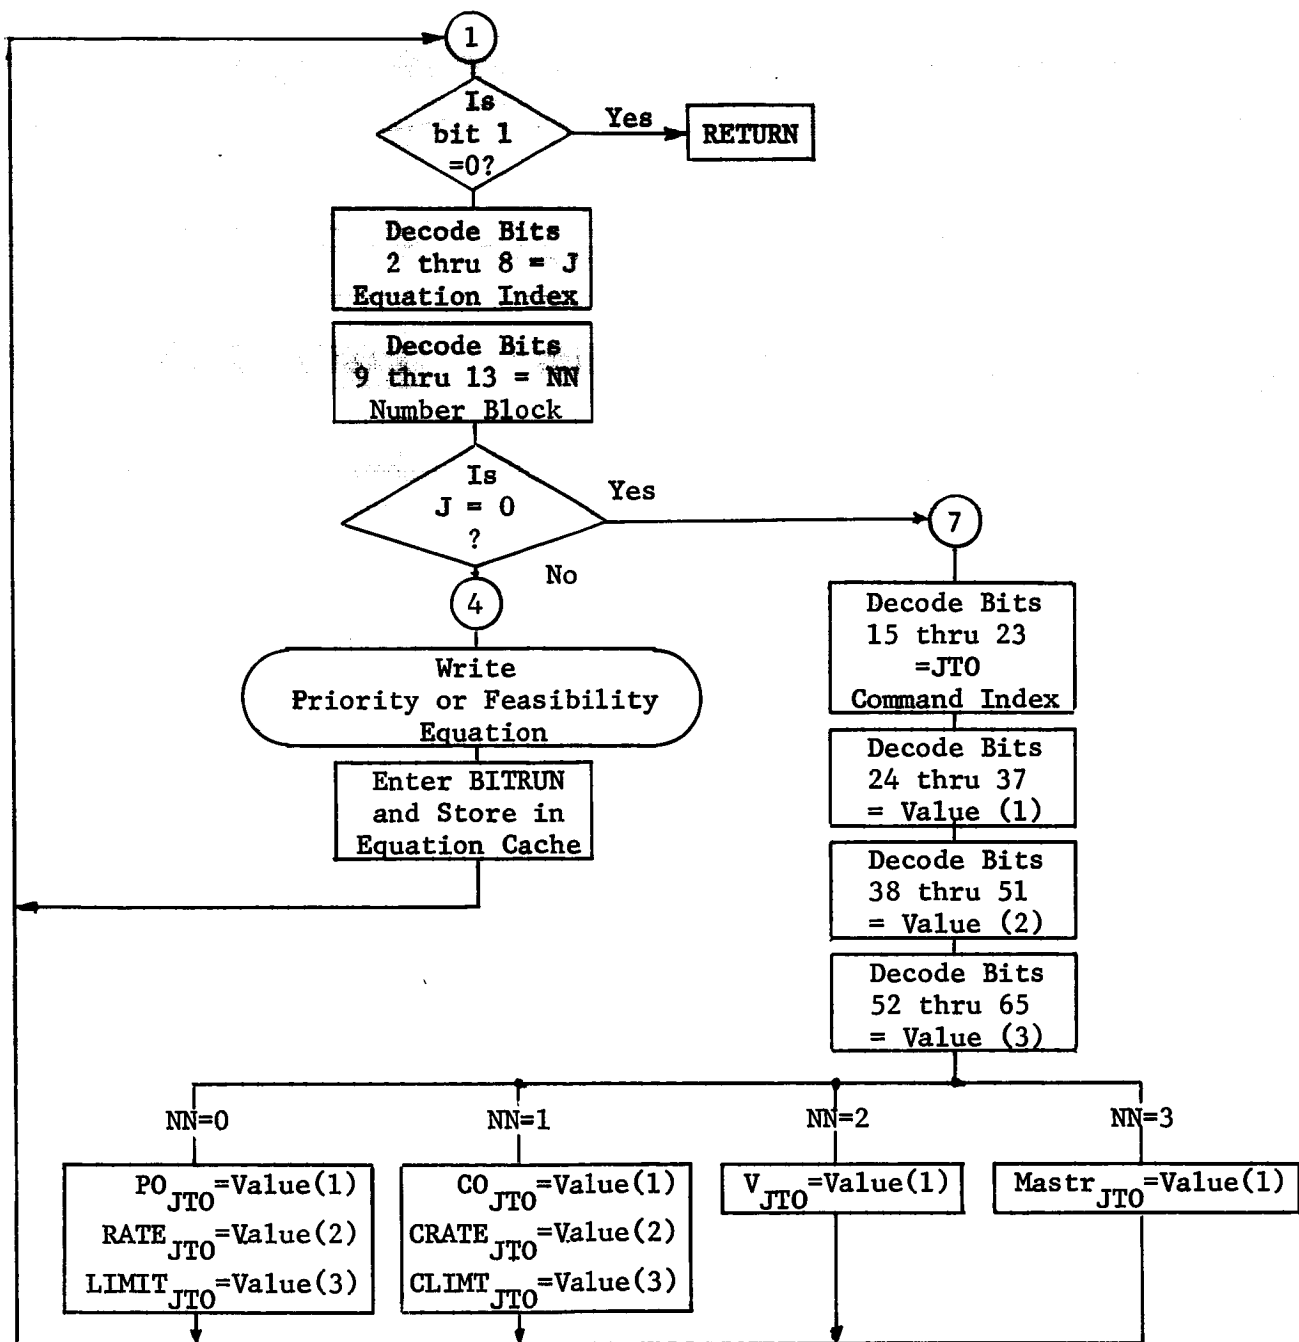 1
Is
bit 1
=0?
Yes
RETURN
Decode Bits
2 thru 8 = J
Equation Index
Decode Bits
9 thru 13 = NN
Number Block
Is
J = 0
?
Yes
7
No
4
Write
Priority or Feasibility
Equation
Enter BITRUN
and Store in
Equation Cache
Decode Bits
15 thru 23
=JTO
Command Index
Decode Bits
24 thru 37
= Value (1)
Decode Bits
38 thru 51
= Value (2)
Decode Bits
52 thru 65
= Value (3)
NN=0
NN=1
NN=2
NN=3
PO JTO=Value(1)
RATE JTO=Value(2)
LIMIT JTO=Value(3)
CO JTO=Value(1)
CRATE JTO=Value(2)
CLIMT JTO=Value(3)
V JTO=Value(1)
Mastr JTO=Value(1)